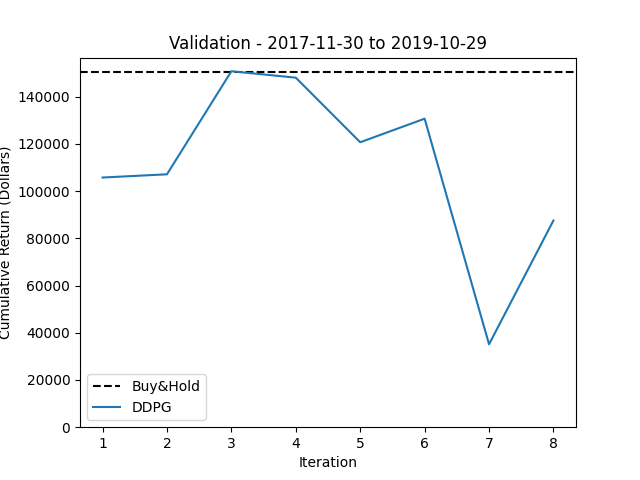 Validation - 2017-11-30 to 2019-10-29
Cumulative Return (Dollars)
140000
120000
100000
80000
60000
40000
20000
0
Buy&Hold
DDPG
1 2 3 4 5 6 7 8
Iteration